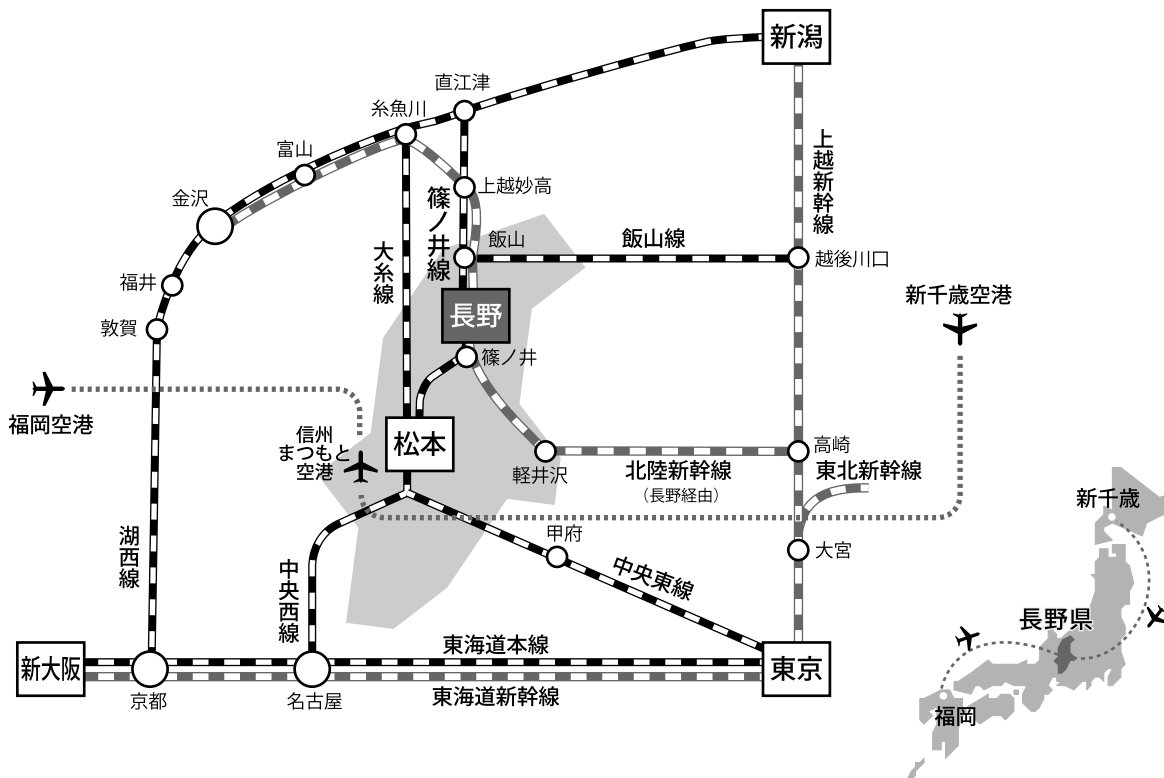 新潟
直江津
糸魚川
富山
金沢
上越妙高
篠ノ井線
大糸線
上越新幹線
飯山
飯山線
越後川口
福井
敦賀
長野
篠ノ井
新千歳空港
福岡空港
信州
まつもと
空港
松本
軽井沢
北陸新幹線
（長野経由）
高崎
東北新幹線
大宮
甲府
中央東線
湖西線
中央西線
新大阪
京都
名古屋
東海道本線
東海道新幹線
東京
新千歳
長野県
福岡